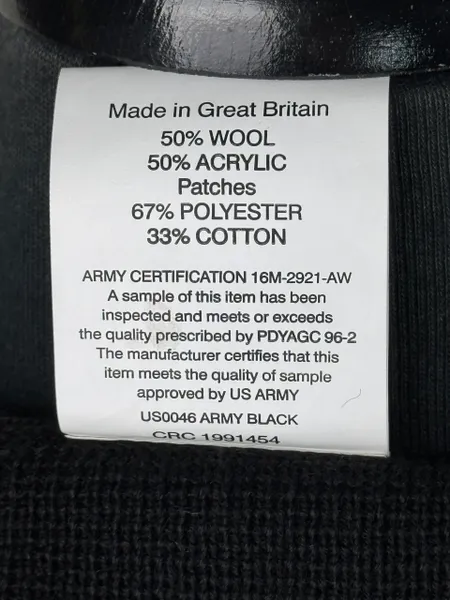 Made in Great Britain
50% WOOL
50% ACRYLIC
Patches
67% POLYESTER
33% COTTON
ARMY CERTIFICATION 16M-2921-AW
A sample of this item has been
inspected and meets or exceeds
the quality prescribed by PDYAGC 96-2
The manufacturer certifies that this
item meets the quality of sample
approved by US ARMY
US0046 ARMY BLACK
CRC 1991454